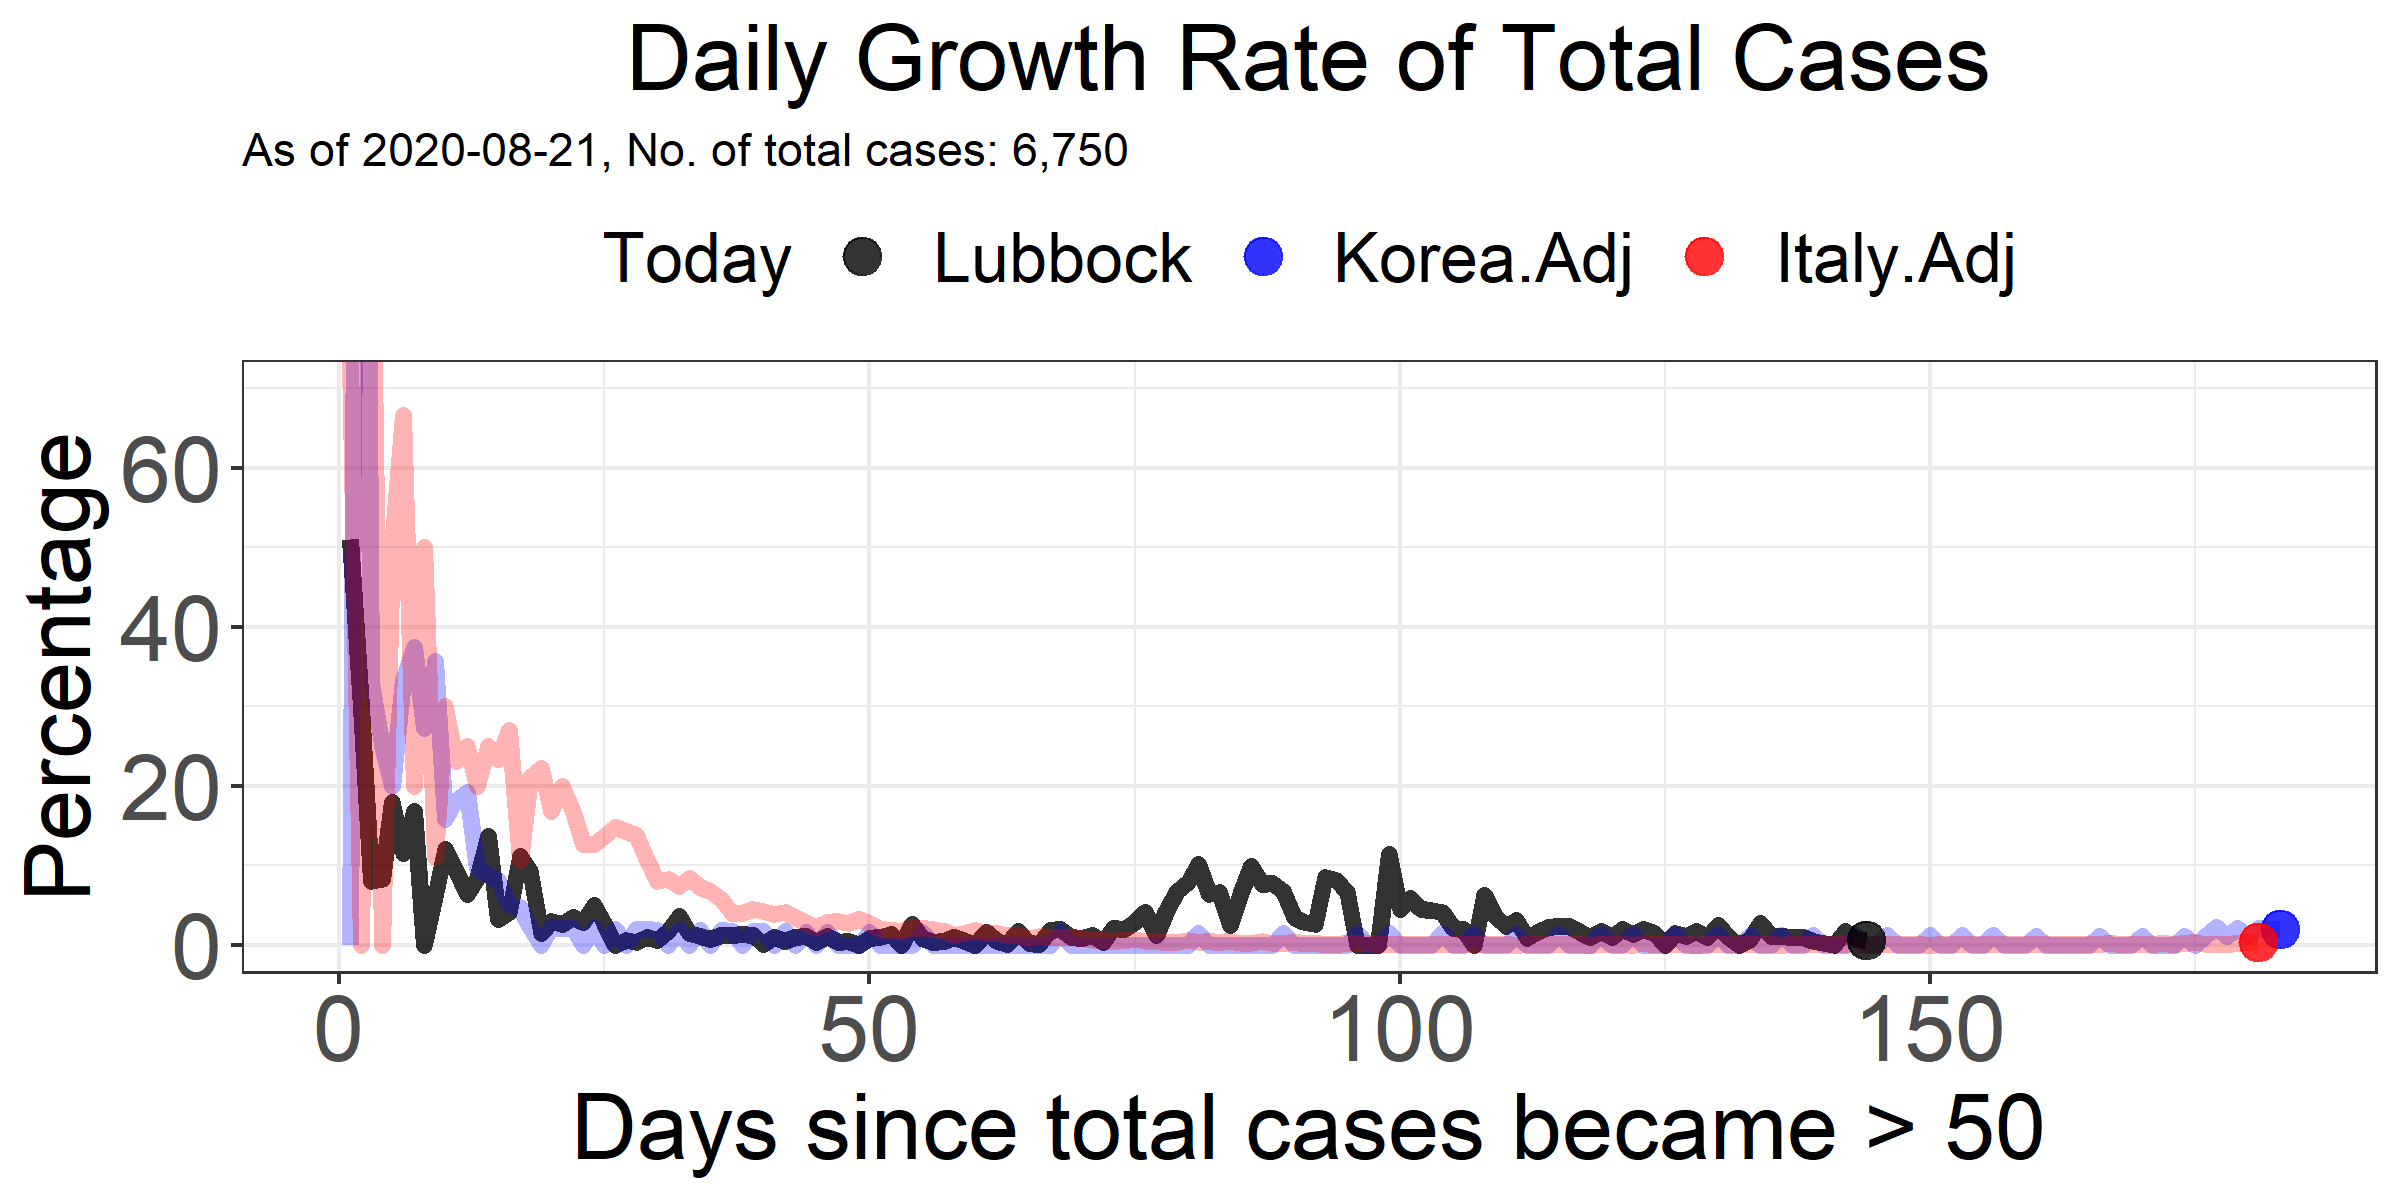 Daily Growth Rate of Total Cases
As of 2020-08-21, No. of total cases: 6,750
Today Lubbock Korea.Adj Italy.Adj
Percentage
60
40
20
0
0 50 100 150
Days since total cases became > 50